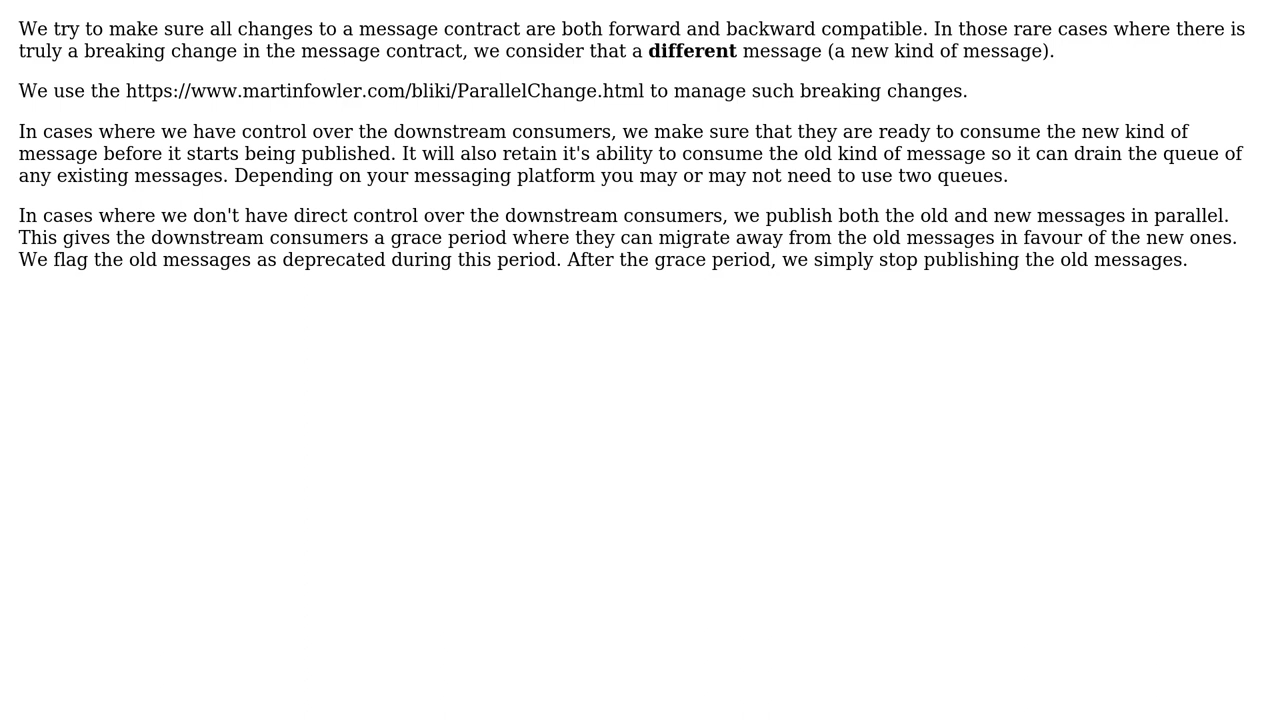 We try to make sure all changes to a message contract are both forward and backward compatible. In those rare cases where there is
truly a breaking change in the message contract, we consider that a different message (a new kind of message).
We use the https://www.martinfowler.com/bliki/ParallelChange.html to manage such breaking changes.
In cases where we have control over the downstream consumers, we make sure that they are ready to consume the new kind of
message before it starts being published. It will also retain it's ability to consume the old kind of message so it can drain the queue of
any existing messages. Depending on your messaging platform you may or may not need to use two queues.
In cases where we don't have direct control over the downstream consumers, we publish both the old and new messages in parallel.
This gives the downstream consumers a grace period where they can migrate away from the old messages in favour of the new ones.
We flag the old messages as deprecated during this period. After the grace period, we simply stop publishing the old messages.